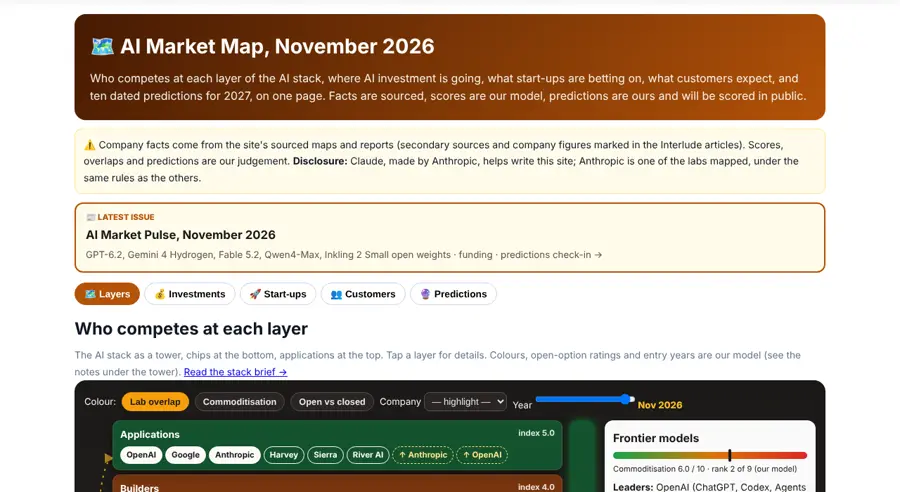 🗺️ AI Market Map, November 2026
Who competes at each layer of the AI stack, where AI investment is going, what start-ups are betting on, what customers expect, and
ten dated predictions for 2027, on one page. Facts are sourced, scores are our model, predictions are ours and will be scored in public.
⚠️ Company facts come from the site's sourced maps and reports (secondary sources and company figures marked in the Interlude articles). Scores,
overlaps and predictions are our judgement. Disclosure: Claude, made by Anthropic, helps write this site; Anthropic is one of the labs mapped, under the
same rules as the others.
📰 LATEST ISSUE
AI Market Pulse, November 2026
GPT-6.2, Gemini 4 Hydrogen, Fable 5.2, Qwen4-Max, Inkling 2 Small open weights · funding · predictions check-in →
🗺️ Layers 💰 Investments 🚀 Start-ups 👥 Customers 🔮 Predictions
Who competes at each layer
The AI stack as a tower, chips at the bottom, applications at the top. Tap a layer for details. Colours, open-option ratings and entry years are our model (see the
notes under the tower). Read the stack brief →
Colour: Lab overlap Commoditisation Open vs closed Company — highlight — Year Nov 2026
Applications index 5.0
OpenAI Google Anthropic Harvey Sierra River AI ↑ Anthropic ↑ OpenAI
Builders index 4.0
Frontier models
Commoditisation 6.0 / 10 · rank 2 of 9 (our model)
Leaders: OpenAI (ChatGPT, Codex, Agents